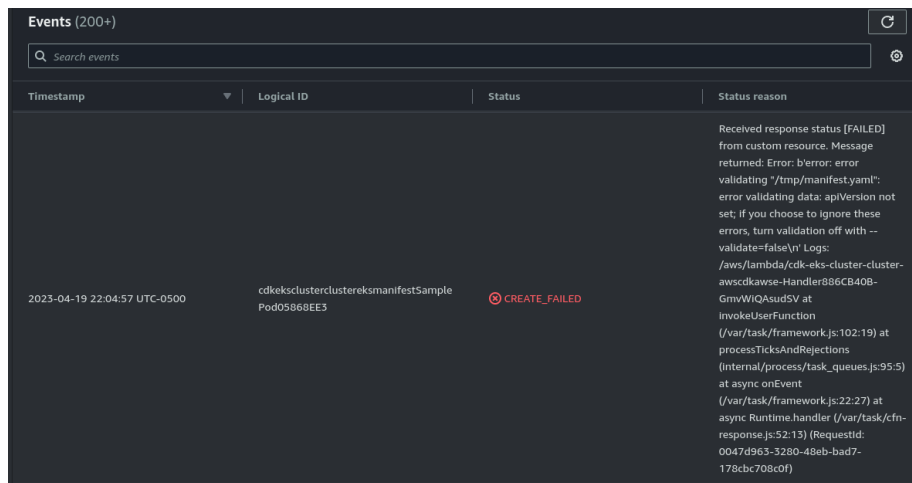 Events (200+)
Search events
Timestamp
Logical ID
Status
Status reason
2023-04-19 22:04:57 UTC-0500
cdkeksclusterclustereksmanifestSample
Pod05868EE3
CREATE_FAILED
Received response status [FAILED]
from custom resource. Message
returned: Error: b'error: error
validating "/tmp/manifest.yaml":
error validating data: apiVersion not
set; if you choose to ignore these
errors, turn validation off with --
validate=false\n' Logs:
/aws/lambda/cdk-eks-cluster-cluster-
awscdkawse-Handler886CB40B-
GmvWiQAsudSV at
invokeUserFunction
(/var/task/framework.js:102:19) at
processTicksAndRejections
(internal/process/task_queues.js:95:5)
at async onEvent
(/var/task/framework.js:22:27) at
async Runtime.handler (/var/task/cfn-
response.js:52:13) (RequestId:
0047d963-3280-48eb-bad7-
178cbc708c0f)